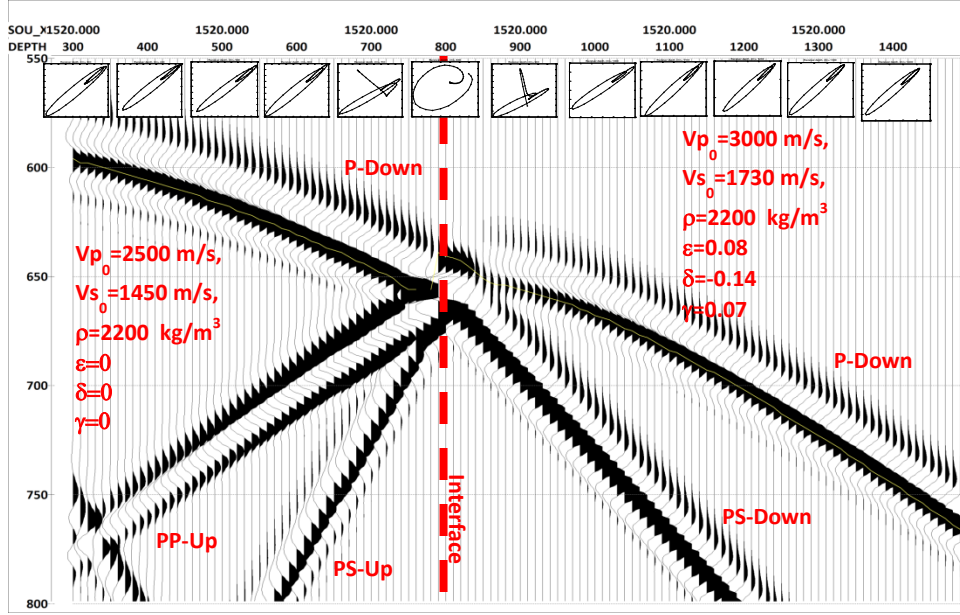 SOU_X1520.000 1520.000 1520.000 1520.000 1520.000 1520.000
DEPTH 300 400 500 600 700 800 900 1000 1100 1200 1300 1400
550
600
650
700
750
800
P-Down
Vp0=3000 m/s,
Vs0=1730 m/s,
ρ=2200 kg/m3
ε=0.08
δ=-0.14
γ=0.07
Vp0=2500 m/s,
Vs0=1450 m/s,
ρ=2200 kg/m3
ε=0
δ=0
γ=0
P-Down
Interface
PS-Down
PP-Up
PS-Up